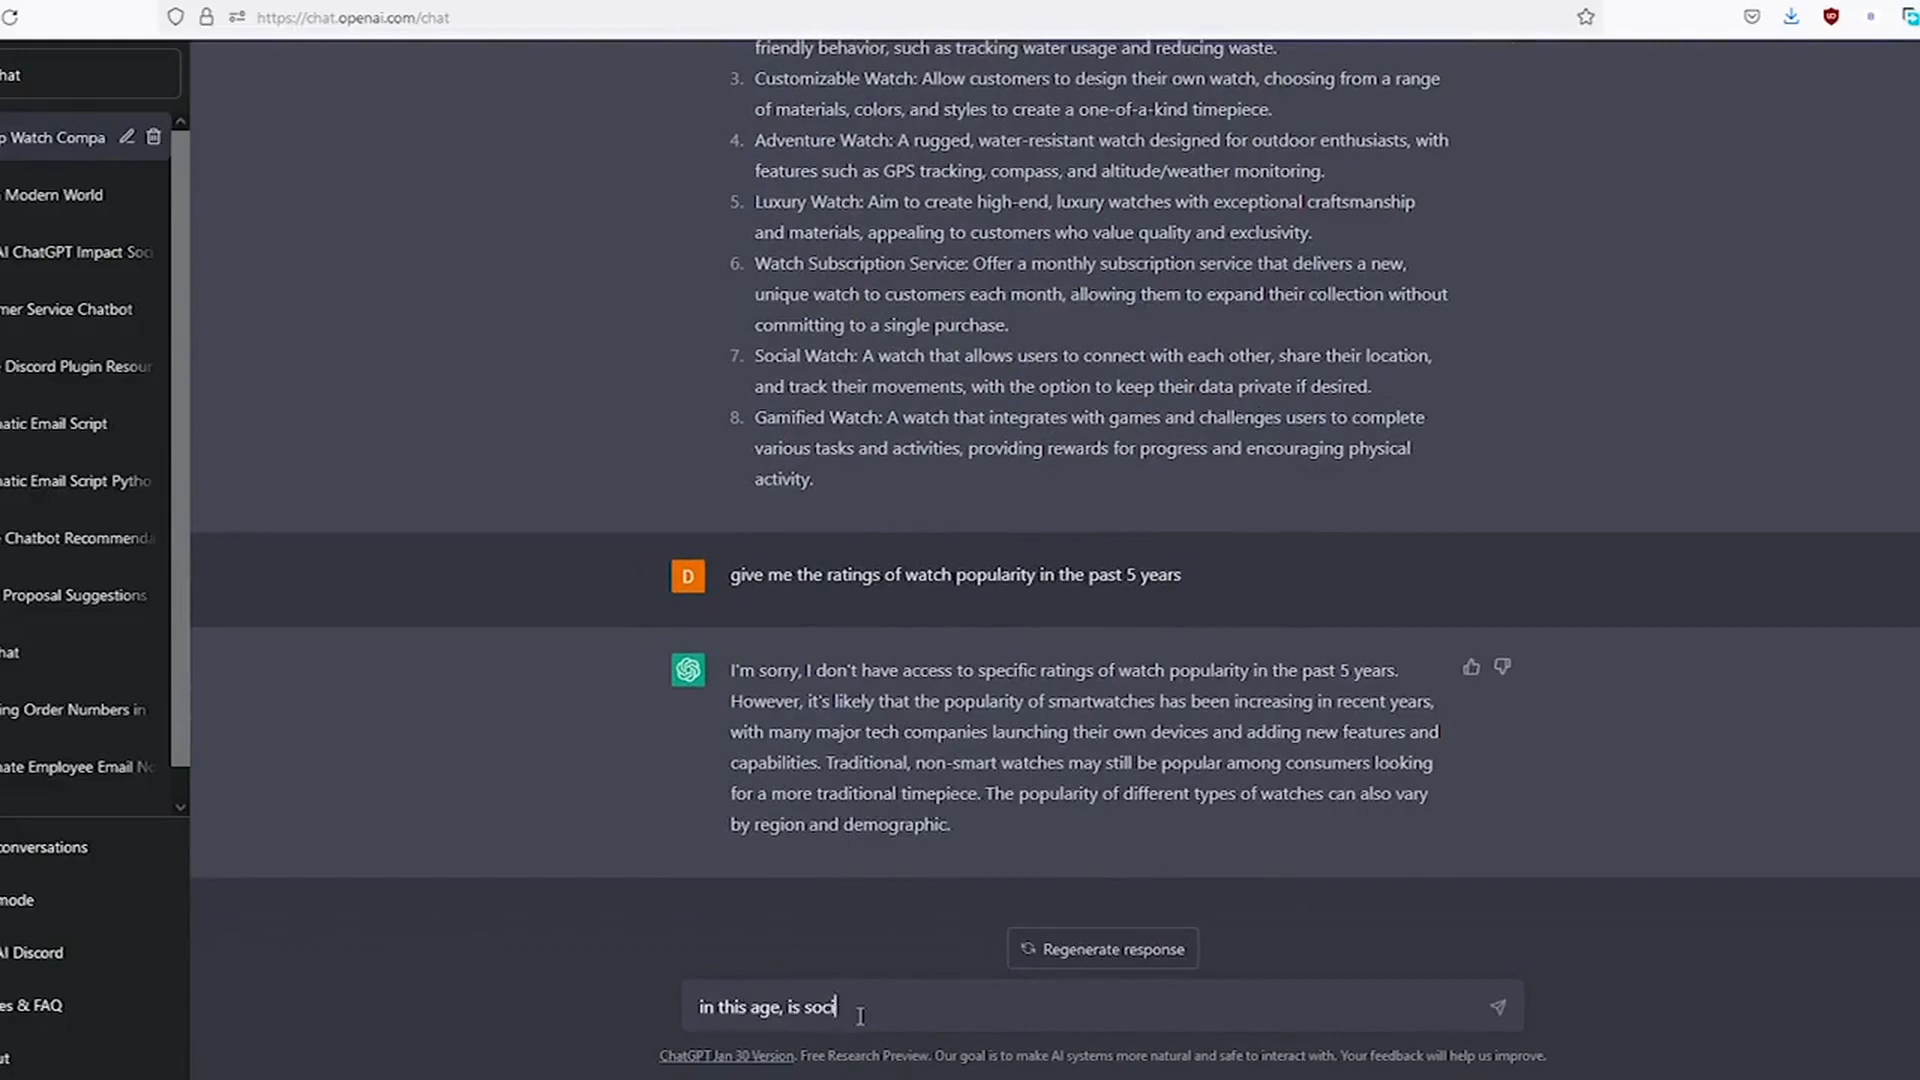 https://chat.openai.com/chat
hat
p Watch Compa
Modern World
AI ChatGPT Impact Soc
mer Service Chatbot
Discord Plugin Resour
atic Email Script
atic Email Script Pytho
Chatbot Recommenda
Proposal Suggestions
hat
ing Order Numbers in
ate Employee Email No
conversations
mode
AI Discord
es & FAQ
ut
friendly behavior, such as tracking water usage and reducing waste.
3. Customizable Watch: Allow customers to design their own watch, choosing from a range
of materials, colors, and styles to create a one-of-a-kind timepiece.
4. Adventure Watch: A rugged, water-resistant watch designed for outdoor enthusiasts, with
features such as GPS tracking, compass, and altitude/weather monitoring.
5. Luxury Watch: Aim to create high-end, luxury watches with exceptional craftsmanship
and materials, appealing to customers who value quality and exclusivity.
6. Watch Subscription Service: Offer a monthly subscription service that delivers a new,
unique watch to customers each month, allowing them to expand their collection without
committing to a single purchase.
7. Social Watch: A watch that allows users to connect with each other, share their location,
and track their movements, with the option to keep their data private if desired.
8. Gamified Watch: A watch that integrates with games and challenges users to complete
various tasks and activities, providing rewards for progress and encouraging physical
activity.
D give me the ratings of watch popularity in the past 5 years
I'm sorry, I don't have access to specific ratings of watch popularity in the past 5 years.
However, it's likely that the popularity of smartwatches has been increasing in recent years,
with many major tech companies launching their own devices and adding new features and
capabilities. Traditional, non-smart watches may still be popular among consumers looking
for a more traditional timepiece. The popularity of different types of watches can also vary
by region and demographic.
Regenerate response
in this age, is soci
ChatGPT Jan 30 Version. Free Research Preview. Our goal is to make AI systems more natural and safe to interact with. Your feedback will help us improve.